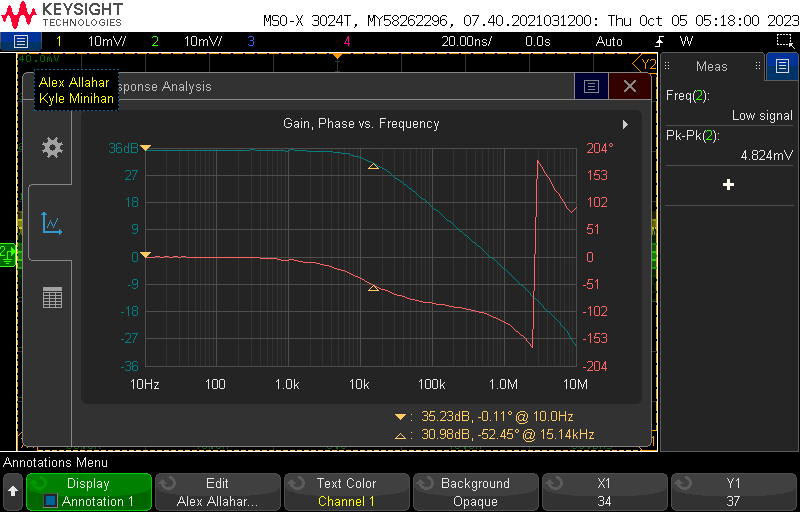 KEYSIGHT
TECHNOLOGIES
MSO-X 3024T, MY58262296, 07.40.2021031200: Thu Oct 05 05:18:00 2023
1 10mV/ 2 10mV/ 3 4 20.00ns/ 0.0s Auto W
40.0mV
Y2
Alex Allahar
Kyle Minihan
sponse Analysis
Meas
Freq(2):
Low signal
Pk-Pk(2):
4.824mV
Gain, Phase vs. Frequency
36dB 204°
27 153
18 102
9 51
0 0
-9 -51
-18 -102
-27 -153
-36 -204
10Hz 100 1.0k 10k 100k 1.0M 10M
: 35.23dB, -0.11° @ 10.0Hz
: 30.98dB, -52.45° @ 15.14kHz
2
Annotations Menu
Display
Annotation 1
Edit
Alex Allahar...
Text Color
Channel 1
Background
Opaque
X1
34
Y1
37